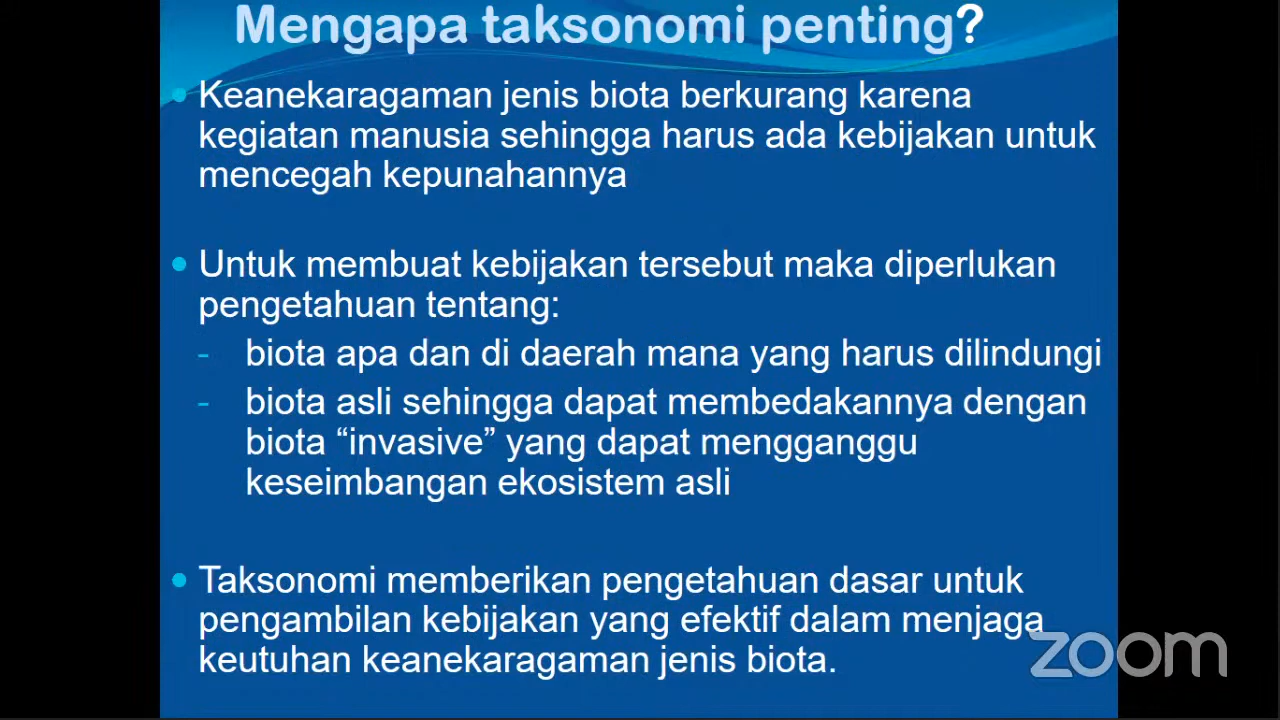 Mengapa taksonomi penting?
• Keanekaragaman jenis biota berkurang karena
kegiatan manusia sehingga harus ada kebijakan untuk
mencegah kepunahannya
• Untuk membuat kebijakan tersebut maka diperlukan
pengetahuan tentang:
- biota apa dan di daerah mana yang harus dilindungi
- biota asli sehingga dapat membedakannya dengan
biota “invasive” yang dapat mengganggu
keseimbangan ekosistem asli
• Taksonomi memberikan pengetahuan dasar untuk
pengambilan kebijakan yang efektif dalam menjaga
keutuhan keanekaragaman jenis biota.
zoom